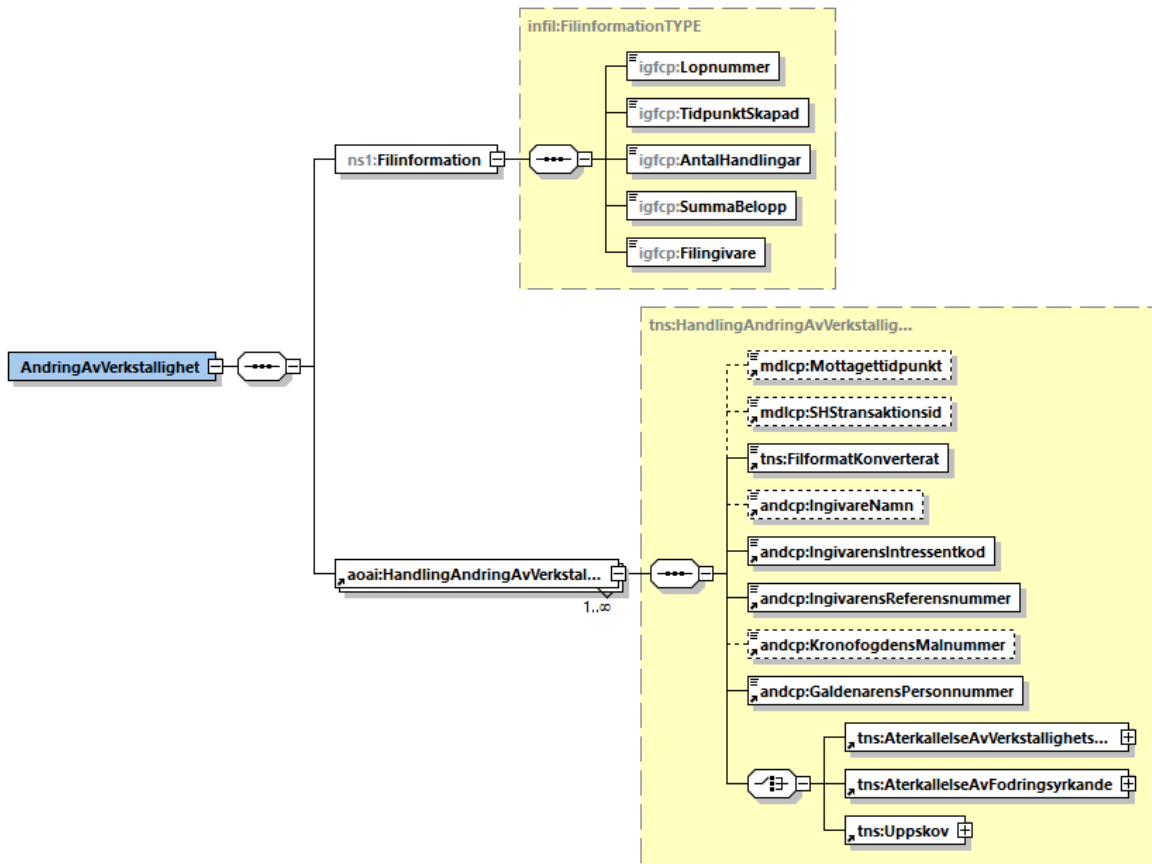 infil:FilinformationTYPE
igfcp:Lopnummer
igfcp:TidpunktSkapad
ns1:Filinformation
igfcp:AntalHandlingar
igfcp:SummaBelopp
igfcp:Filingivare
AndringAvVerkstallighet
tns:HandlingAndringAvVerkstallig...
mdlcp:Mottagettidpunkt
mdlcp:SHStransaktionsid
tns:FilformatKonverterat
andcp:IngivareNamn
andcp:IngivarensIntressentkod
aoai:HandlingAndringAvVerkstal...
1..∞
andcp:IngivarensReferensnummer
andcp:KronofogdensMalnummer
andcp:GaldenarensPersonnummer
tns:AterkallelseAvVerkstallighets...
tns:AterkallelseAvFodringsyrkande
tns:Uppskov